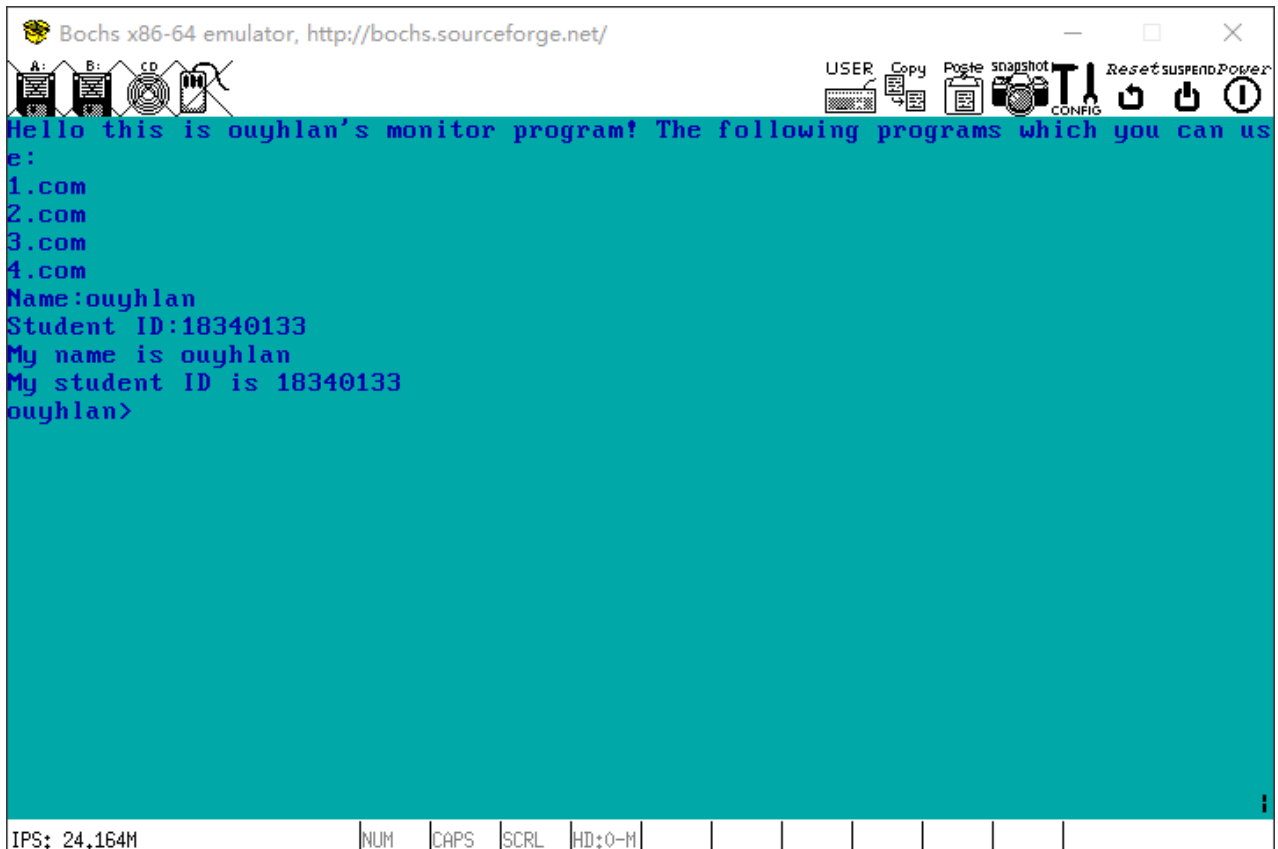 Bochs x86-64 emulator, http://bochs.sourceforge.net/
A: B: CD USER Copy Paste snapshot CONFIG Reset SUSPEND Power
Hello this is ouyhlan's monitor program! The following programs which you can us
e:
1.com
2.com
3.com
4.com
Name:ouyhlan
Student ID:18340133
My name is ouyhlan
My student ID is 18340133
ouyhlan>
IPS: 24.164M NUM CAPS SCRL HD:0-M